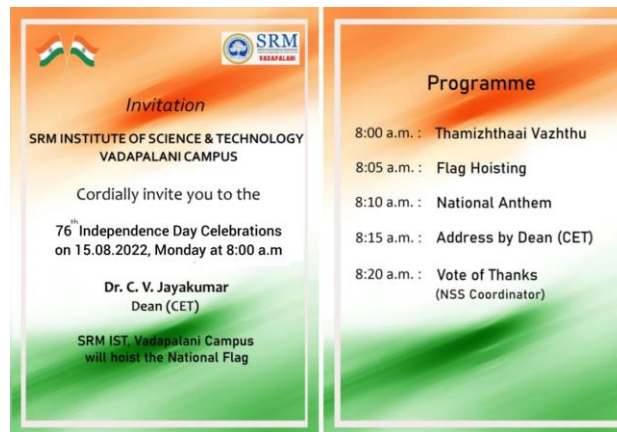 SRM
VADAPALANI
Invitation
SRM INSTITUTE OF SCIENCE & TECHNOLOGY
VADAPALANI CAMPUS
Cordially invite you to the
76th Independence Day Celebrations
on 15.08.2022, Monday at 8:00 a.m
Dr. C. V. Jayakumar
Dean (CET)
SRM IST, Vadapalani Campus
will hoist the National Flag
Programme
8:00 a.m. : Thamizhthaai Vazhthu
8:05 a.m. : Flag Hoisting
8:10 a.m. : National Anthem
8:15 a.m. : Address by Dean (CET)
8:20 a.m. : Vote of Thanks
(NSS Coordinator)